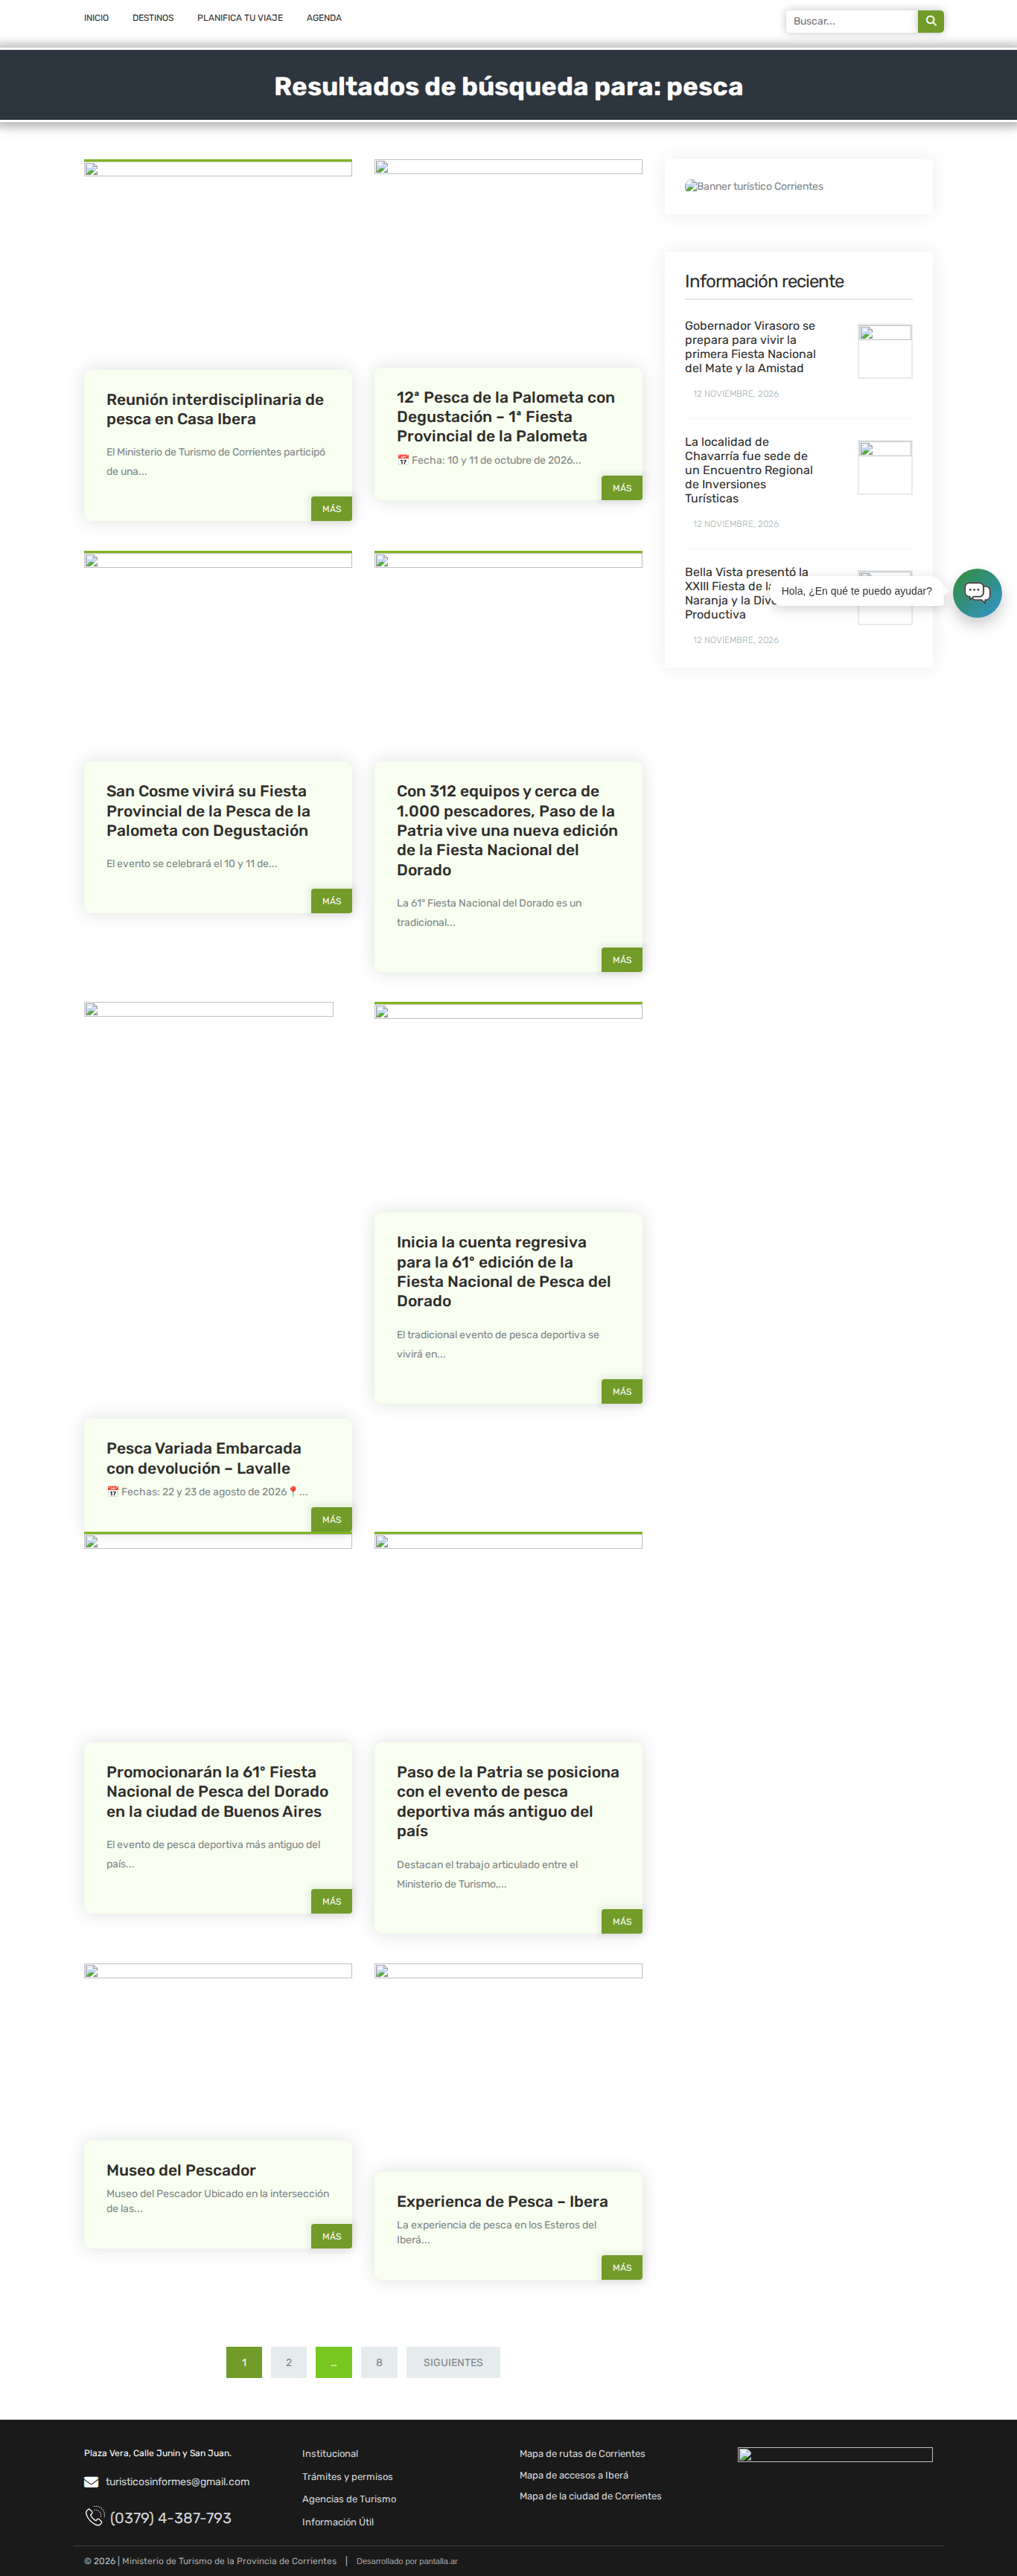 INICIO DESTINOS PLANIFICA TU VIAJE AGENDA
Buscar...
Resultados de búsqueda para: pesca
Reunión interdisciplinaria de
pesca en Casa Ibera
El Ministerio de Turismo de Corrientes participó
de una...
MÁS
12ª Pesca de la Palometa con
Degustación – 1ª Fiesta
Provincial de la Palometa
📅 Fecha: 10 y 11 de octubre de 2026...
MÁS
Banner turístico Corrientes
Información reciente
Gobernador Virasoro se
prepara para vivir la
primera Fiesta Nacional
del Mate y la Amistad
12 NOVIEMBRE, 2026
La localidad de
Chavarría fue sede de
un Encuentro Regional
de Inversiones
Turísticas
12 NOVIEMBRE, 2026
Bella Vista presentó la
XXIII Fiesta de la
Naranja y la
Productiva
12 NOVIEMBRE, 2026
Hola, ¿En qué te puedo ayudar?
San Cosme vivirá su Fiesta
Provincial de la Pesca de la
Palometa con Degustación
El evento se celebrará el 10 y 11 de...
MÁS
Con 312 equipos y cerca de
1.000 pescadores, Paso de la
Patria vive una nueva edición
de la Fiesta Nacional del
Dorado
La 61° Fiesta Nacional del Dorado es un
tradicional...
MÁS
Inicia la cuenta regresiva
para la 61° edición de la
Fiesta Nacional de Pesca del
Dorado
El tradicional evento de pesca deportiva se
vivirá en...
MÁS
Pesca Variada Embarcada
con devolución – Lavalle
📅 Fechas: 22 y 23 de agosto de 2026📍...
MÁS
Promocionarán la 61° Fiesta
Nacional de Pesca del Dorado
en la ciudad de Buenos Aires
El evento de pesca deportiva más antiguo del
país...
MÁS
Paso de la Patria se posiciona
con el evento de pesca
deportiva más antiguo del
país
Destacan el trabajo articulado entre el
Ministerio de Turismo,...
MÁS
Museo del Pescador
Museo del Pescador Ubicado en la intersección
de las...
MÁS
Experienca de Pesca – Ibera
La experiencia de pesca en los Esteros del
Iberá...
MÁS
1 2 … 8 SIGUIENTES
Plaza Vera, Calle Junin y San Juan.
turisticosinformes@gmail.com
(0379) 4-387-793
Institucional
Trámites y permisos
Agencias de Turismo
Información Útil
Mapa de rutas de Corrientes
Mapa de accesos a Iberá
Mapa de la ciudad de Corrientes
© 2026 | Ministerio de Turismo de la Provincia de Corrientes | Desarrollado por pantalla.ar